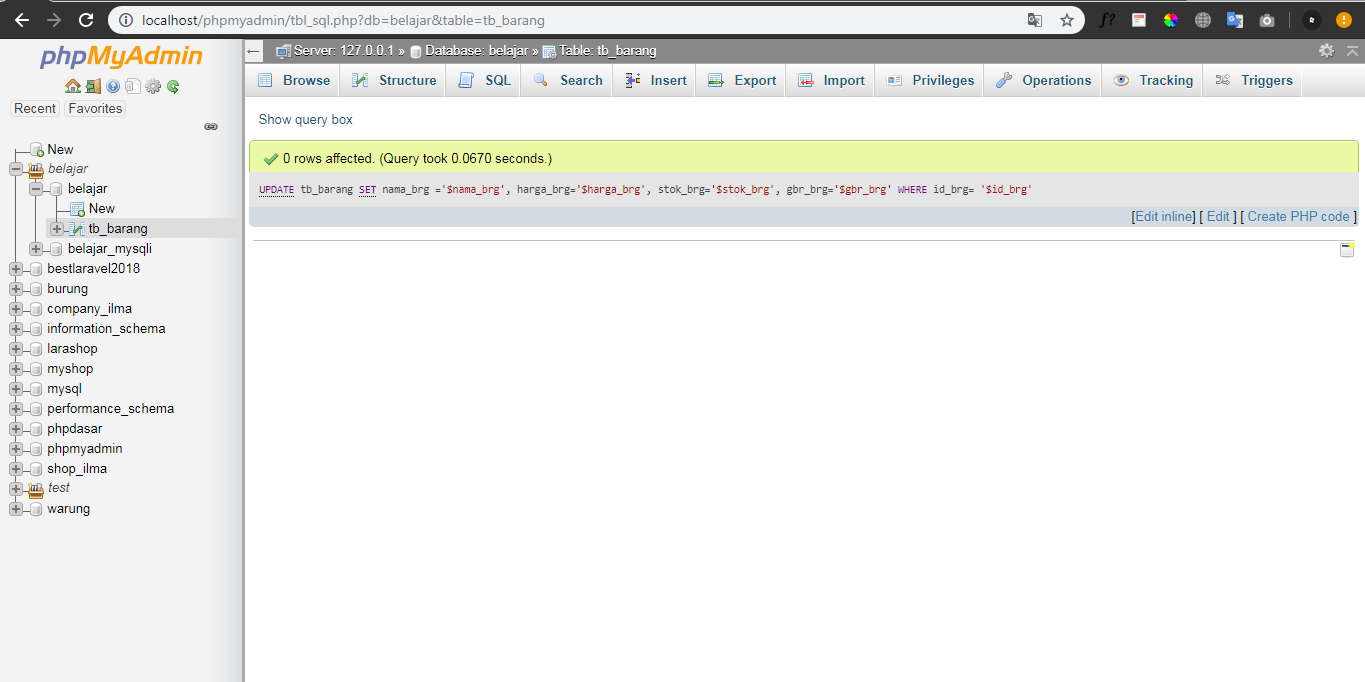 localhost/phpmyadmin/tbl_sql.php?db=belajar&table=tb_barang
f?
phpMyAdmin
Recent Favorites
New
belajar
belajar
New
tb_barang
belajar_mysqli
bestlaravel2018
burung
company_ilma
information_schema
larashop
myshop
mysql
performance_schema
phpdasar
phpmyadmin
shop_ilma
test
warung
Server: 127.0.0.1 » Database: belajar » Table: tb_barang
Browse Structure SQL Search Insert Export Import Privileges Operations Tracking Triggers
Show query box
0 rows affected. (Query took 0.0670 seconds.)
UPDATE tb_barang SET nama_brg ='$nama_brg', harga_brg='$harga_brg', stok_brg='$stok_brg', gbr_brg='$gbr_brg' WHERE id_brg= '$id_brg'
[Edit inline] [ Edit ] [ Create PHP code ]